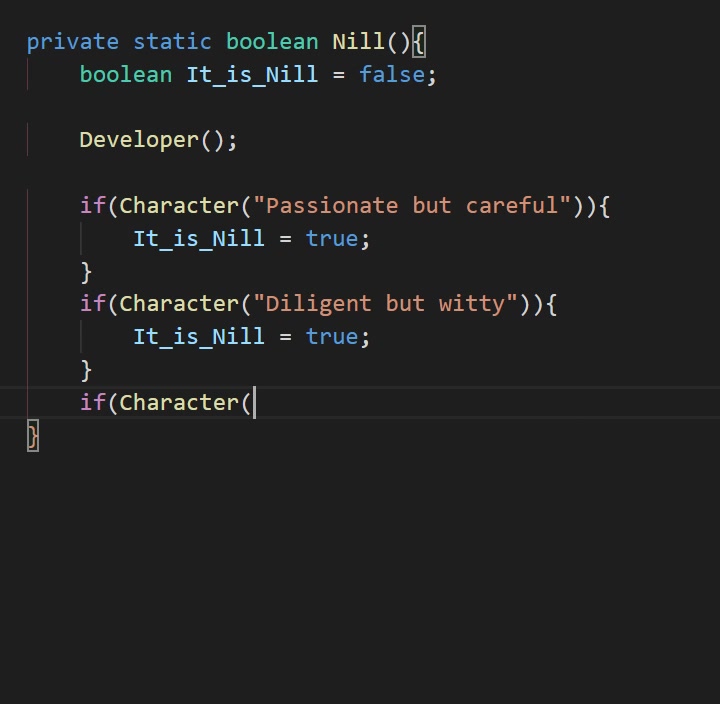 private static boolean Nill(){
    boolean It_is_Nill = false;
    Developer();
    if(Character("Passionate but careful")){
        It_is_Nill = true;
    }
    if(Character("Diligent but witty")){
        It_is_Nill = true;
    }
    if(Character(
}